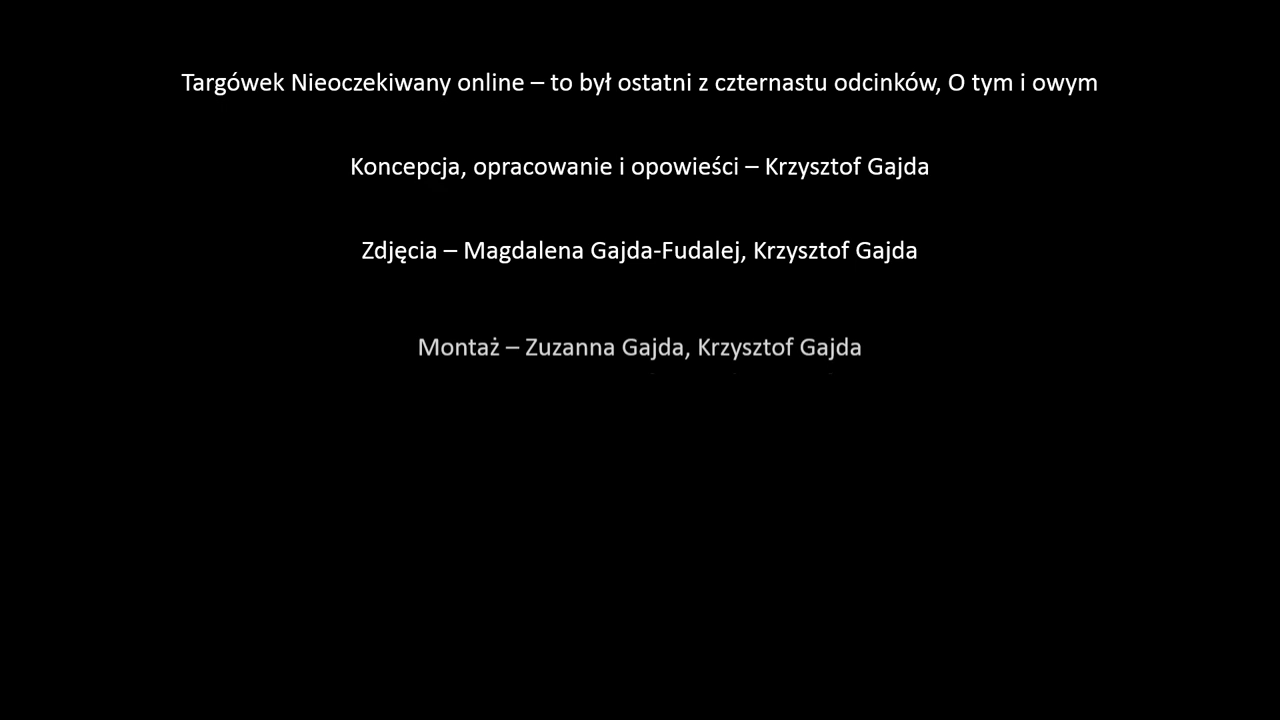 Targówek Nieoczekiwany online – to był ostatni z czternastu odcinków, O tym i owym
Koncepcja, opracowanie i opowieści – Krzysztof Gajda
Zdjęcia – Magdalena Gajda-Fudalej, Krzysztof Gajda
Montaż – Zuzanna Gajda, Krzysztof Gajda